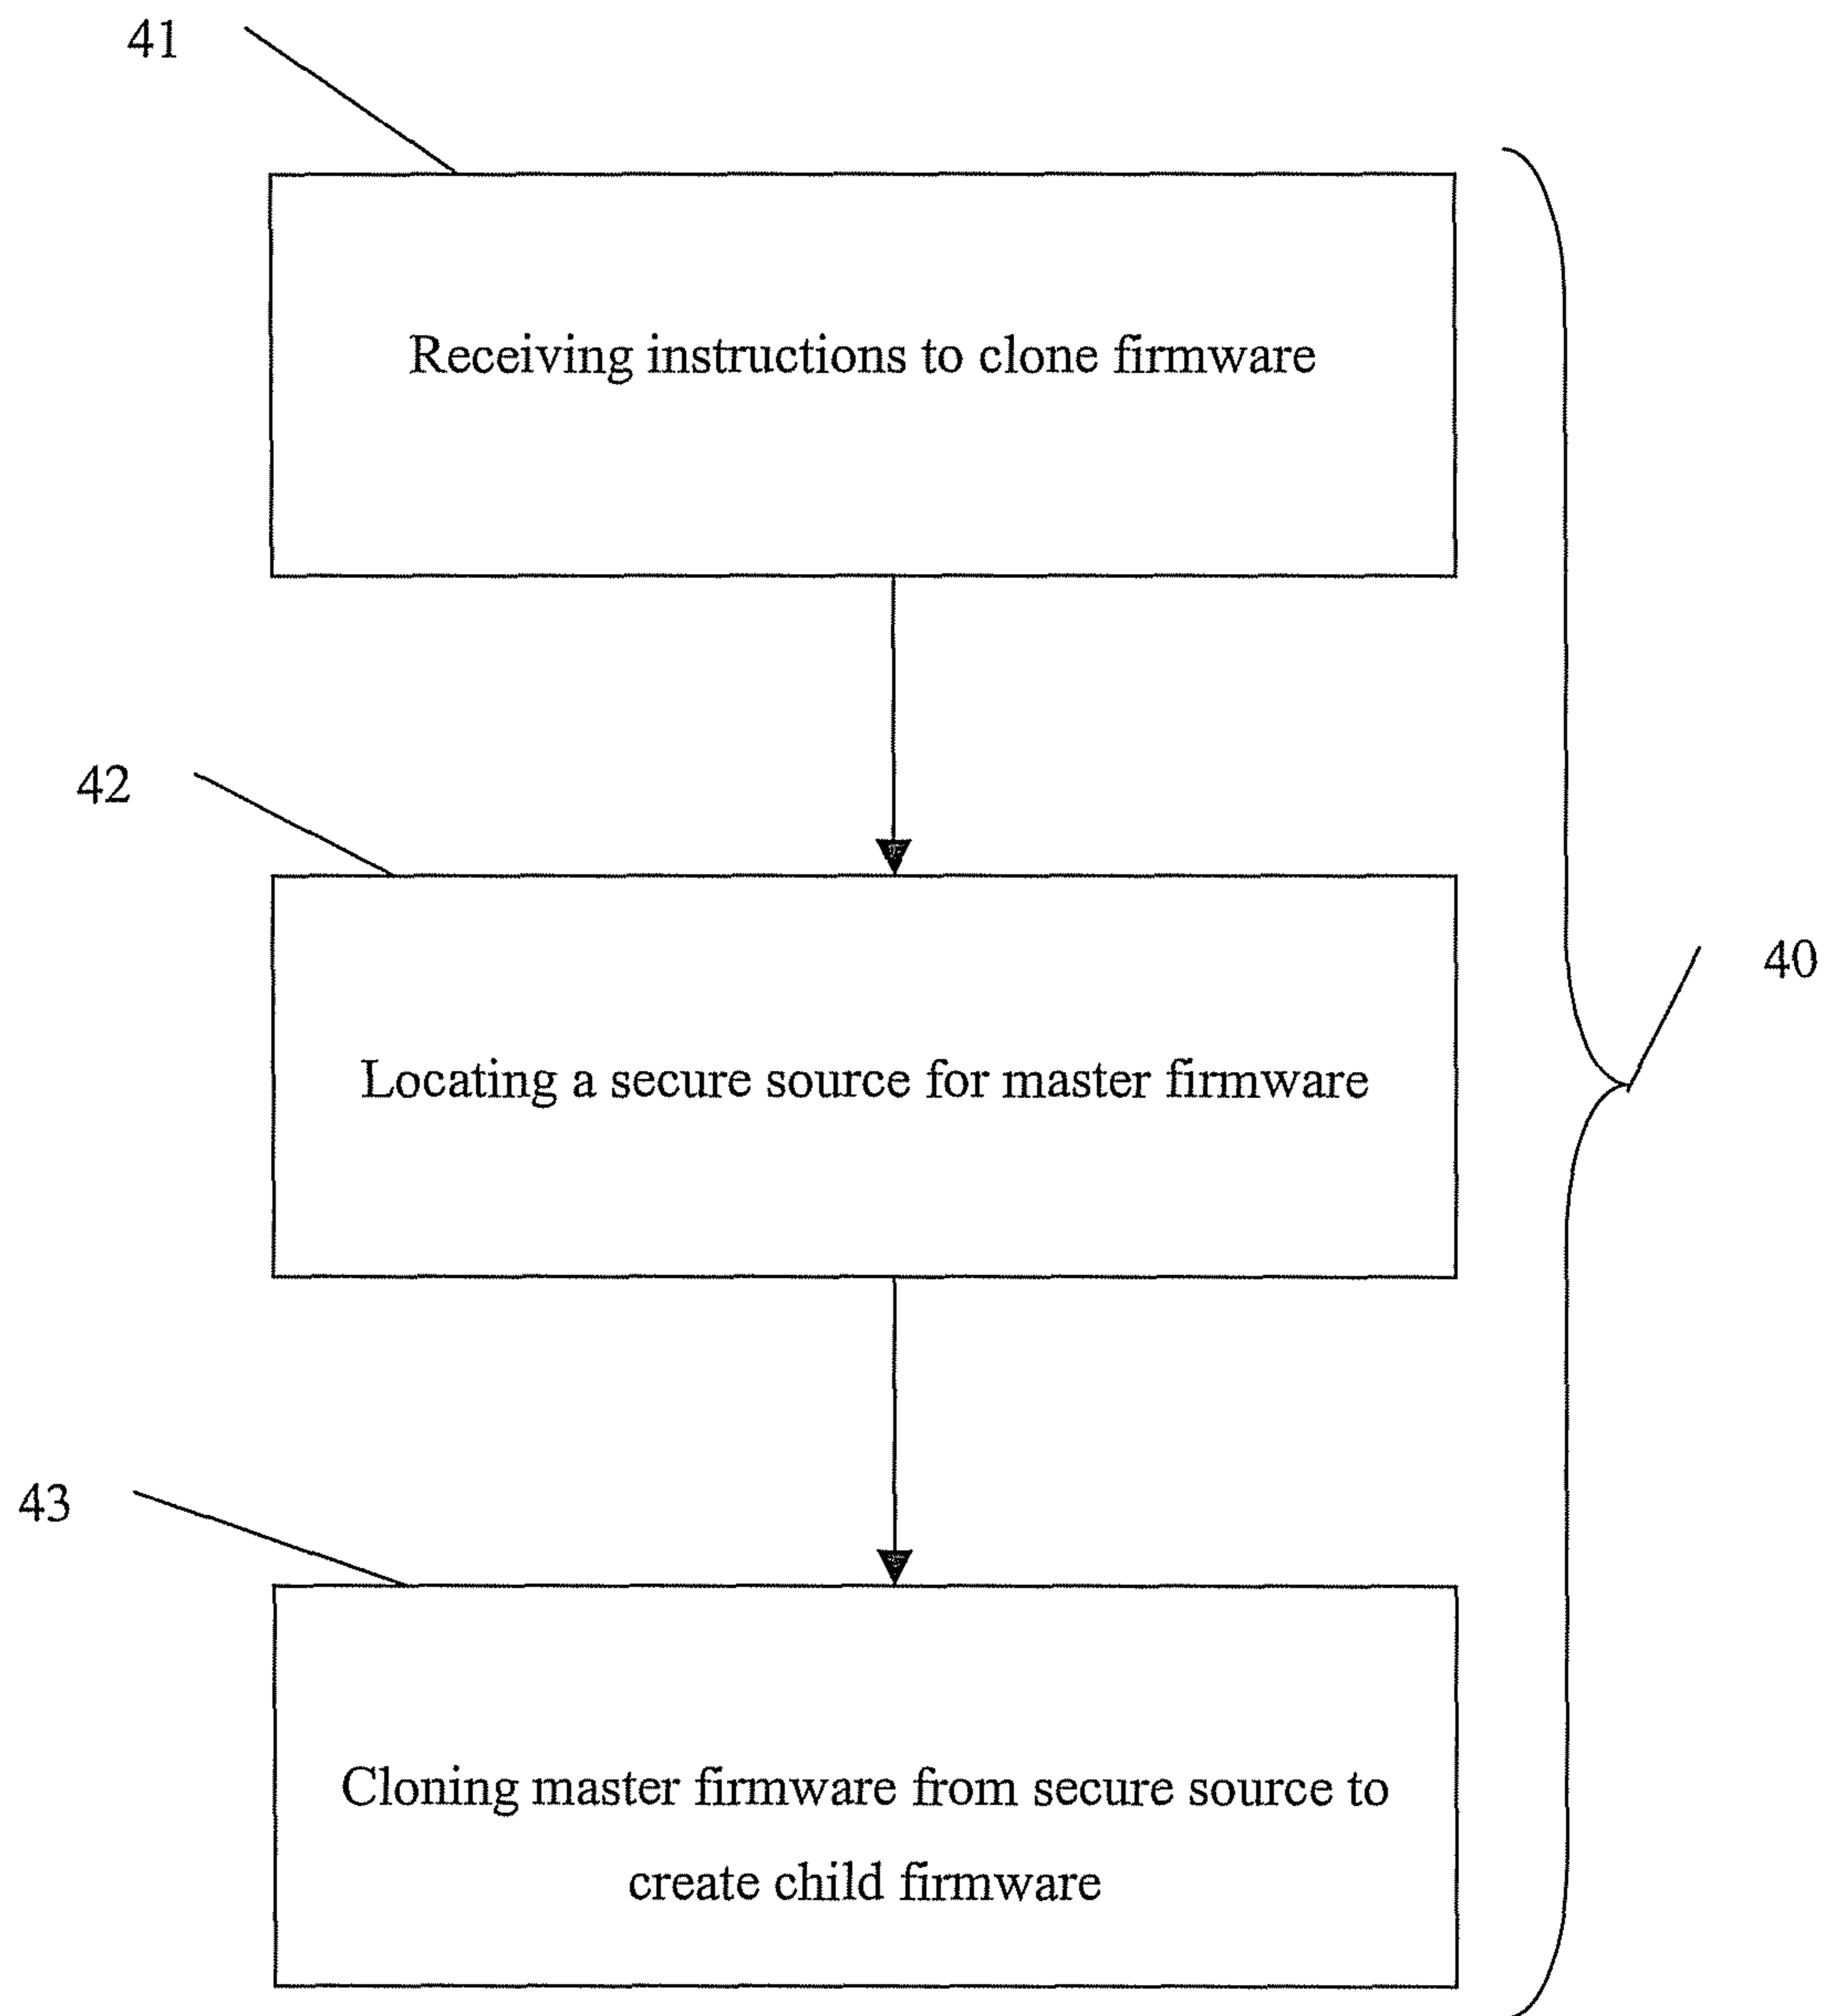 41
Receiving instructions to clone firmware
42
Locating a secure source for master firmware
40
43
Cloning master firmware from secure source to
create child firmware